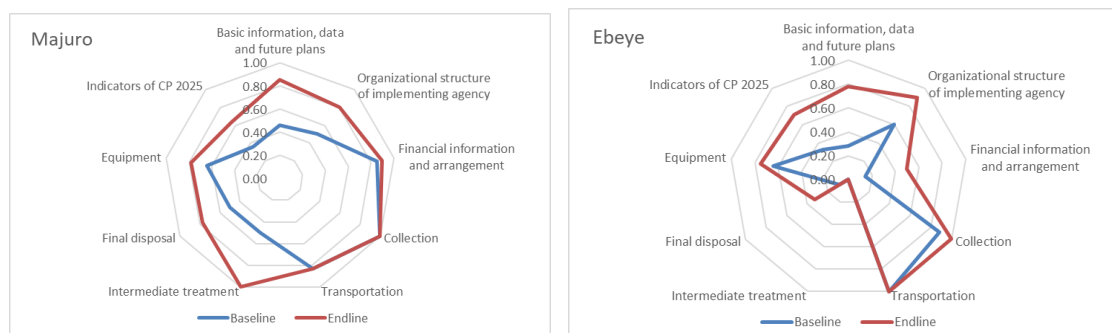 Majuro
Basic information, data
and future plans
1.00
0.80
0.60
0.40
0.20
0.00
Organizational structure
of implementing agency
Financial information
and arrangement
Collection
Transportation
Intermediate treatment
Final disposal
Equipment
Indicators of CP 2025
Baseline
Endline
Ebeye
Basic information, data
and future plans
1.00
0.80
0.60
0.40
0.20
0.00
Organizational structure
of implementing agency
Financial information
and arrangement
Collection
Transportation
Intermediate treatment
Final disposal
Equipment
Indicators of CP 2025
Baseline
Endline